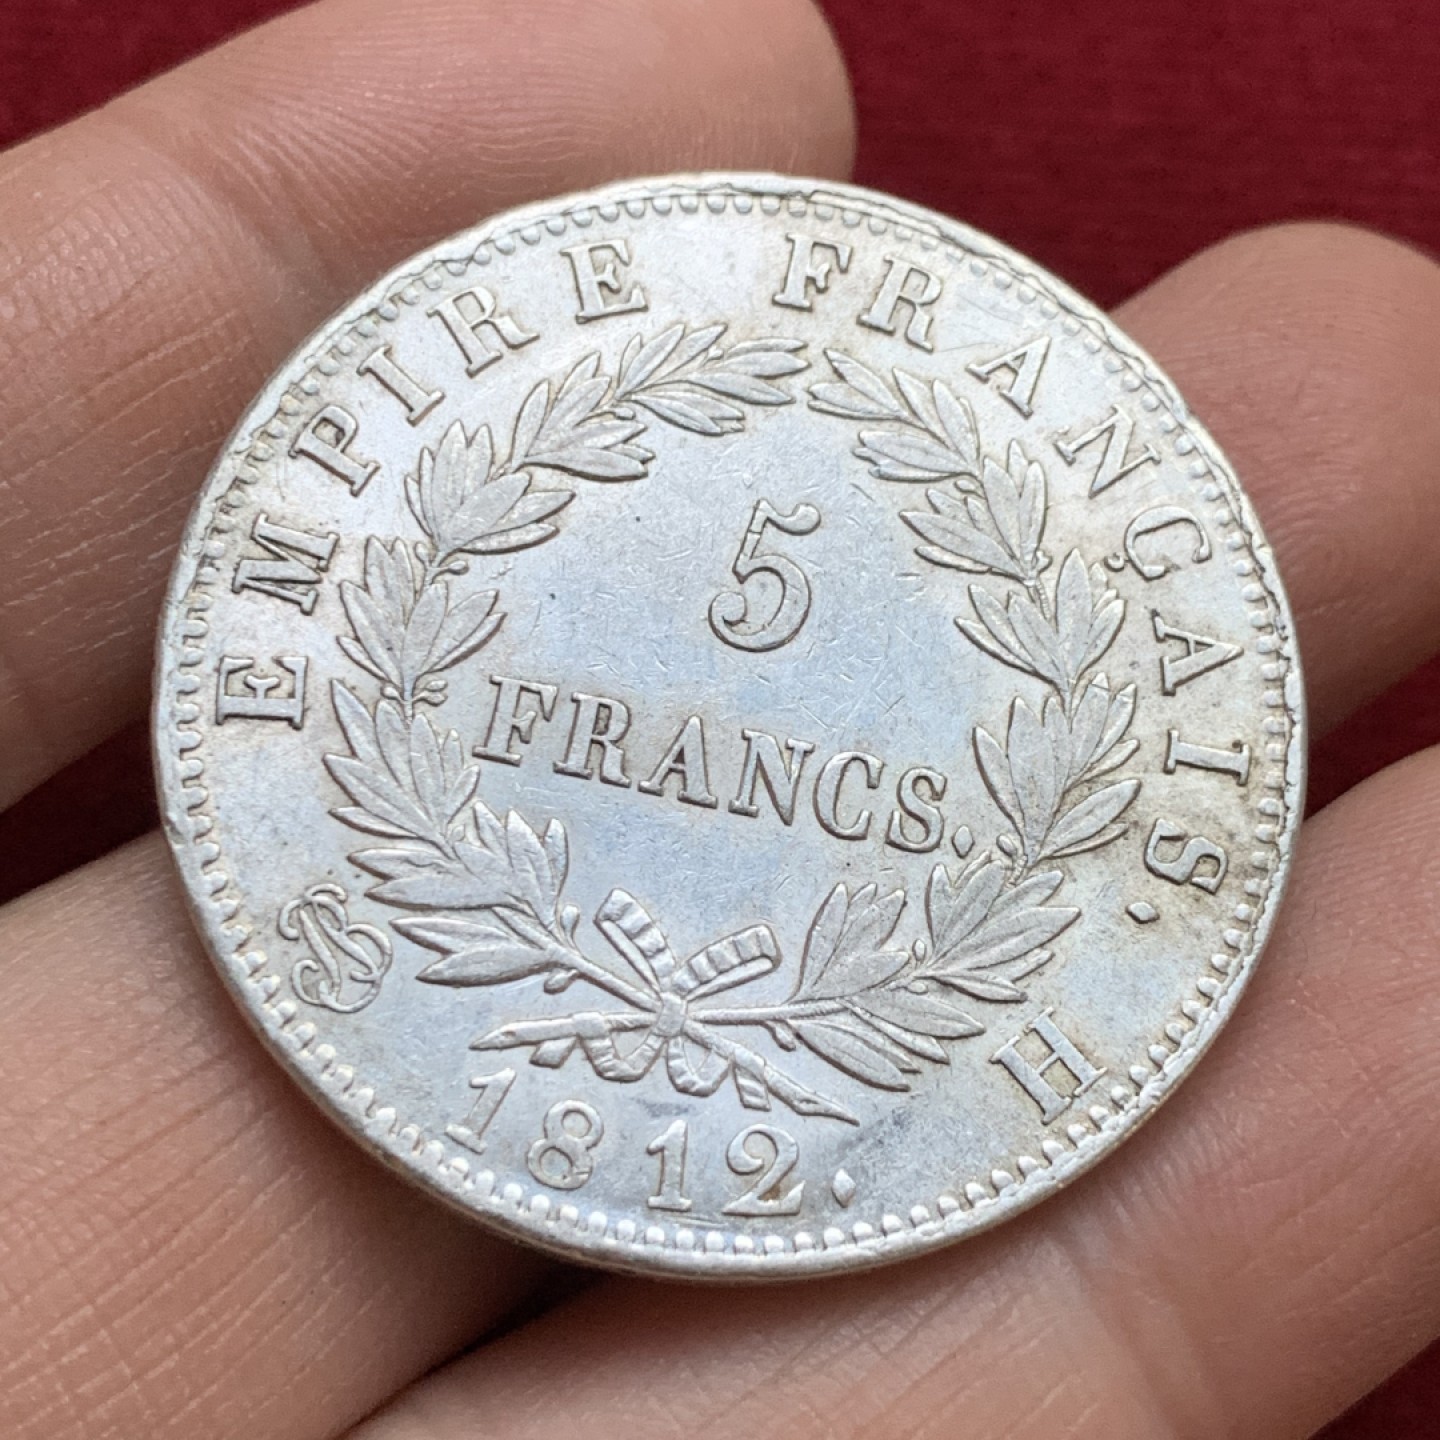 EMPIRE FRANÇAIS.
5
FRANCS.
1812.
H